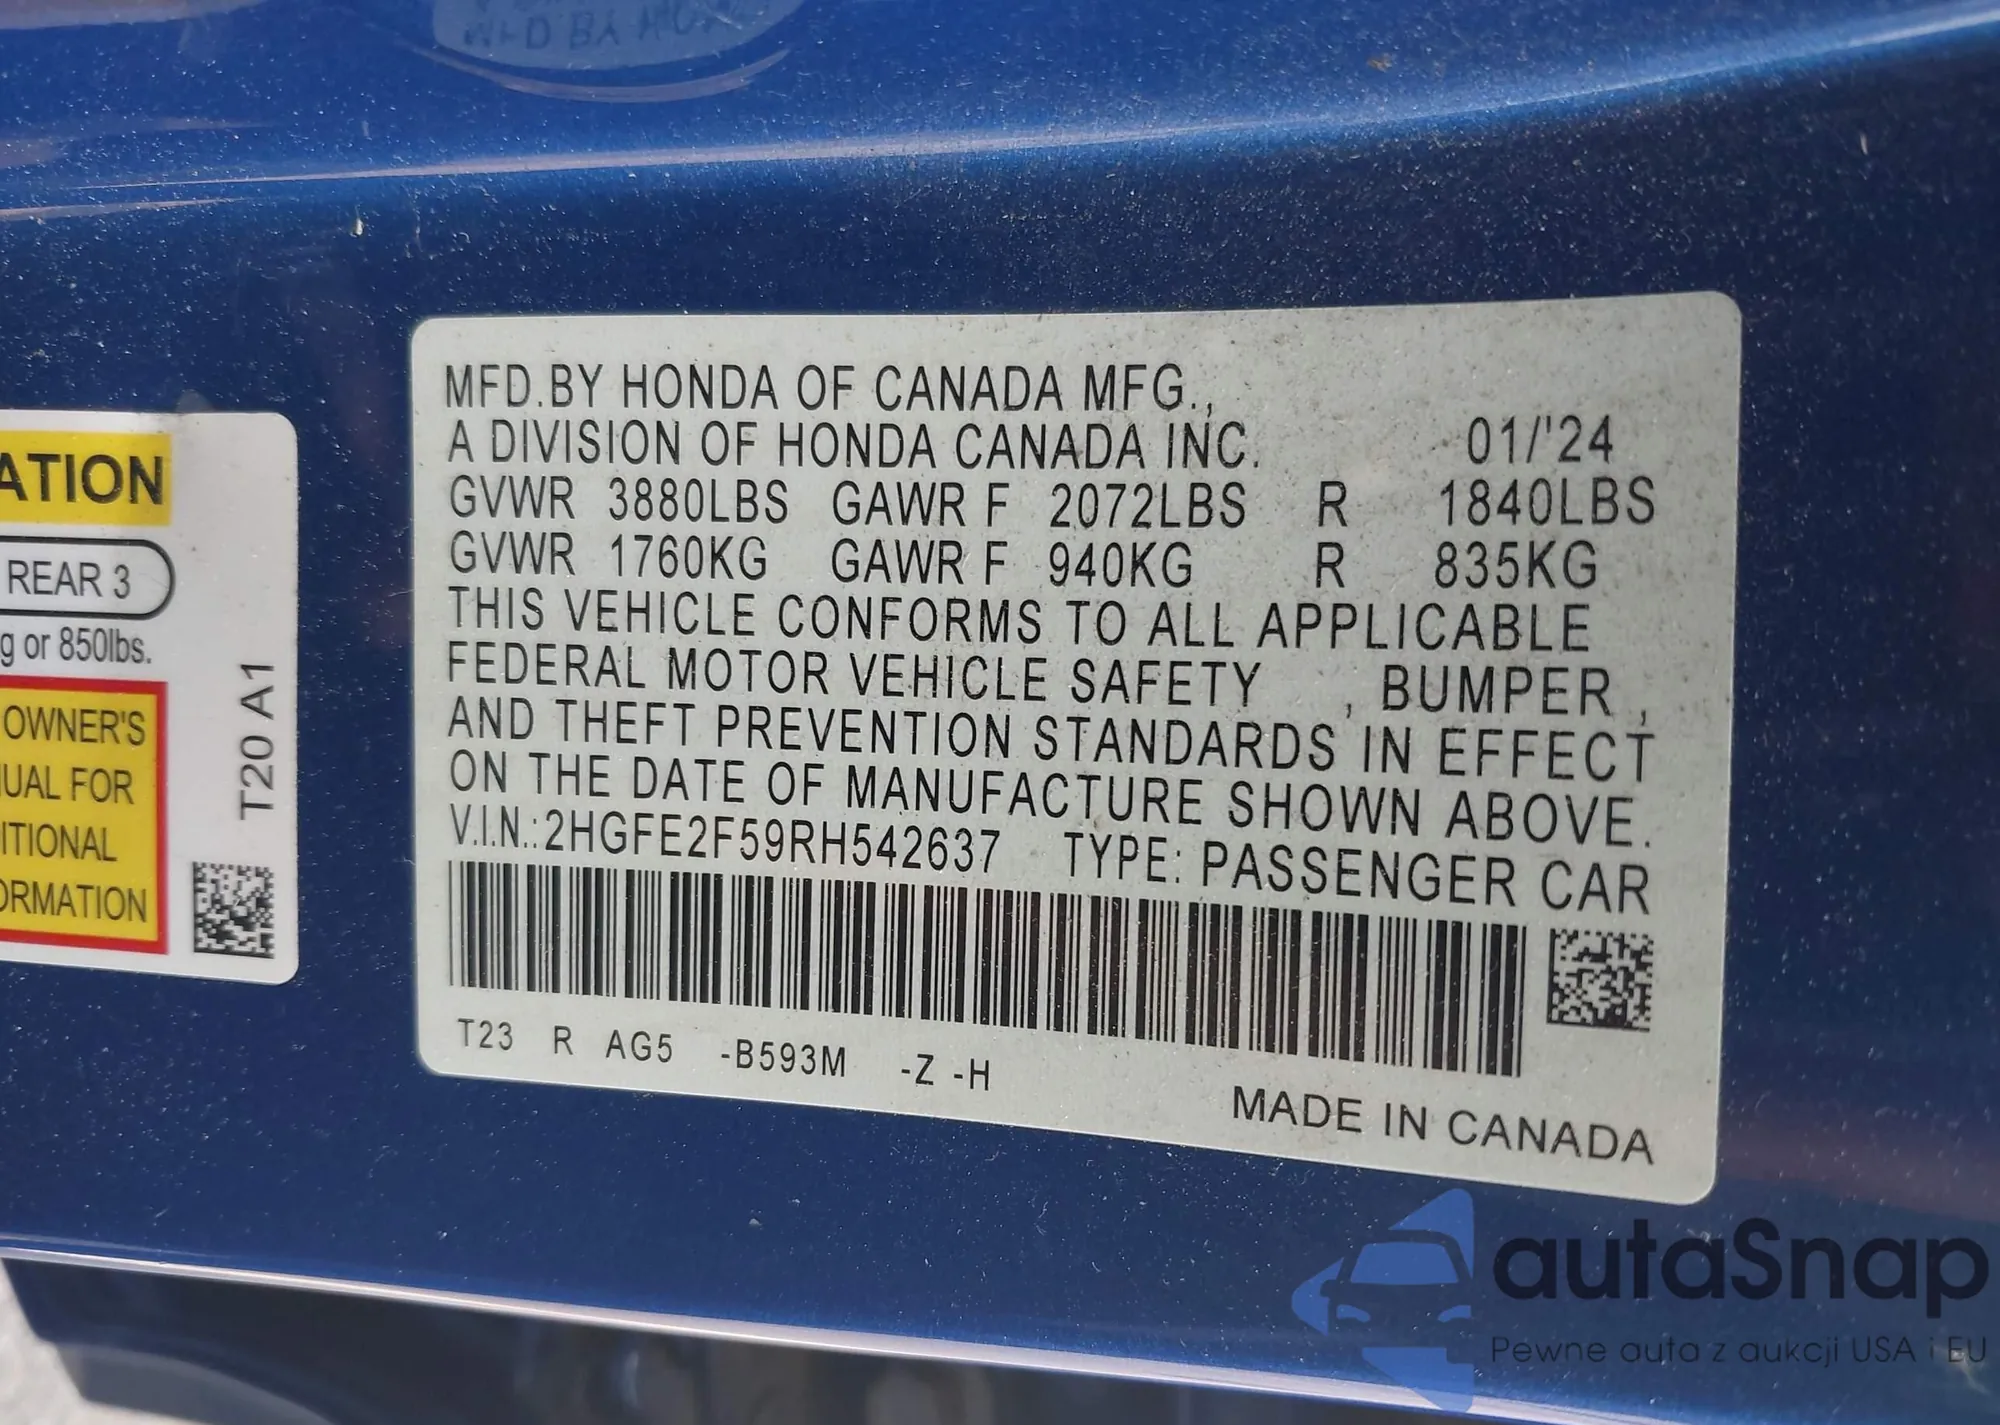 MFD.BY HONDA OF CANADA MFG.,
A DIVISION OF HONDA CANADA INC. 01/'24
GVWR 3880LBS GAWR F 2072LBS R 1840LBS
GVWR 1760KG GAWR F 940KG R 835KG
THIS VEHICLE CONFORMS TO ALL APPLICABLE
FEDERAL MOTOR VEHICLE SAFETY , BUMPER ,
AND THEFT PREVENTION STANDARDS IN EFFECT
ON THE DATE OF MANUFACTURE SHOWN ABOVE.
V.I.N.:2HGFE2F59RH542637 TYPE: PASSENGER CAR
T23 R AG5 -B593M -Z -H
MADE IN CANADA
ATION
REAR 3
g or 850lbs.
OWNER'S
UAL FOR
ITIONAL
ORMATION
T20 A1
autaSnap
Pewne auta z aukcji USA i EU